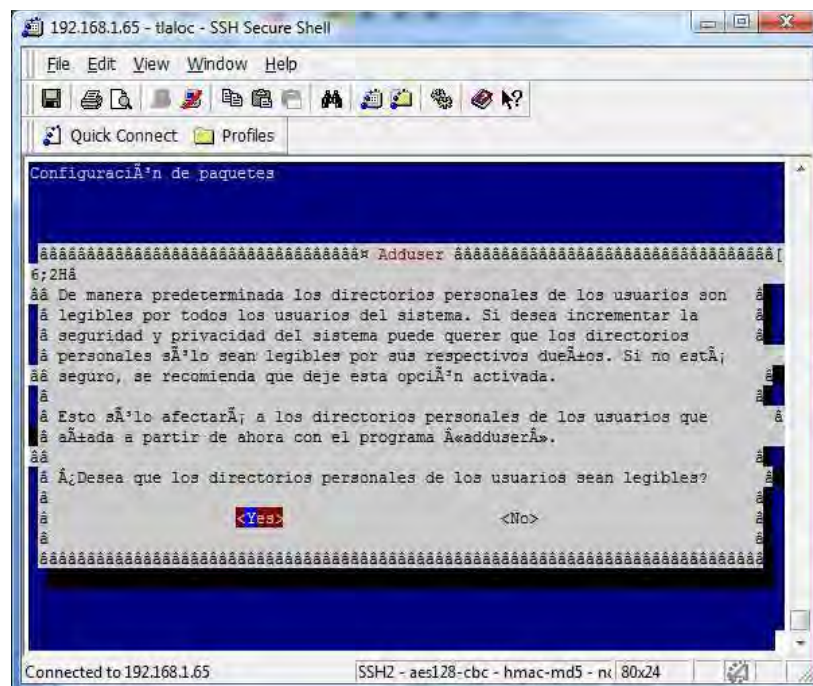 192.168.1.65 - tlaloc - SSH Secure Shell
File Edit View Window Help
Quick Connect Profiles
ConfiguraciÃ³n de paquetes
Adduser
6;2Hâ
De manera predeterminada los directorios personales de los usuarios son
legibles por todos los usuarios del sistema. Si desea incrementar la
seguridad y privacidad del sistema puede querer que los directorios
personales sÃ³lo sean legibles por sus respectivos dueÃ±os. Si no estÃ¡
seguro, se recomienda que deje esta opciÃ³n activada.
Esto sÃ³lo afectarÃ¡ a los directorios personales de los usuarios que
aÃ±ada a partir de ahora con el programa Â«adduserÂ».
Â¿Desea que los directorios personales de los usuarios sean legibles?
<Yes> <No>
Connected to 192.168.1.65 SSH2 - aes128-cbc - hmac-md5 - 80x24